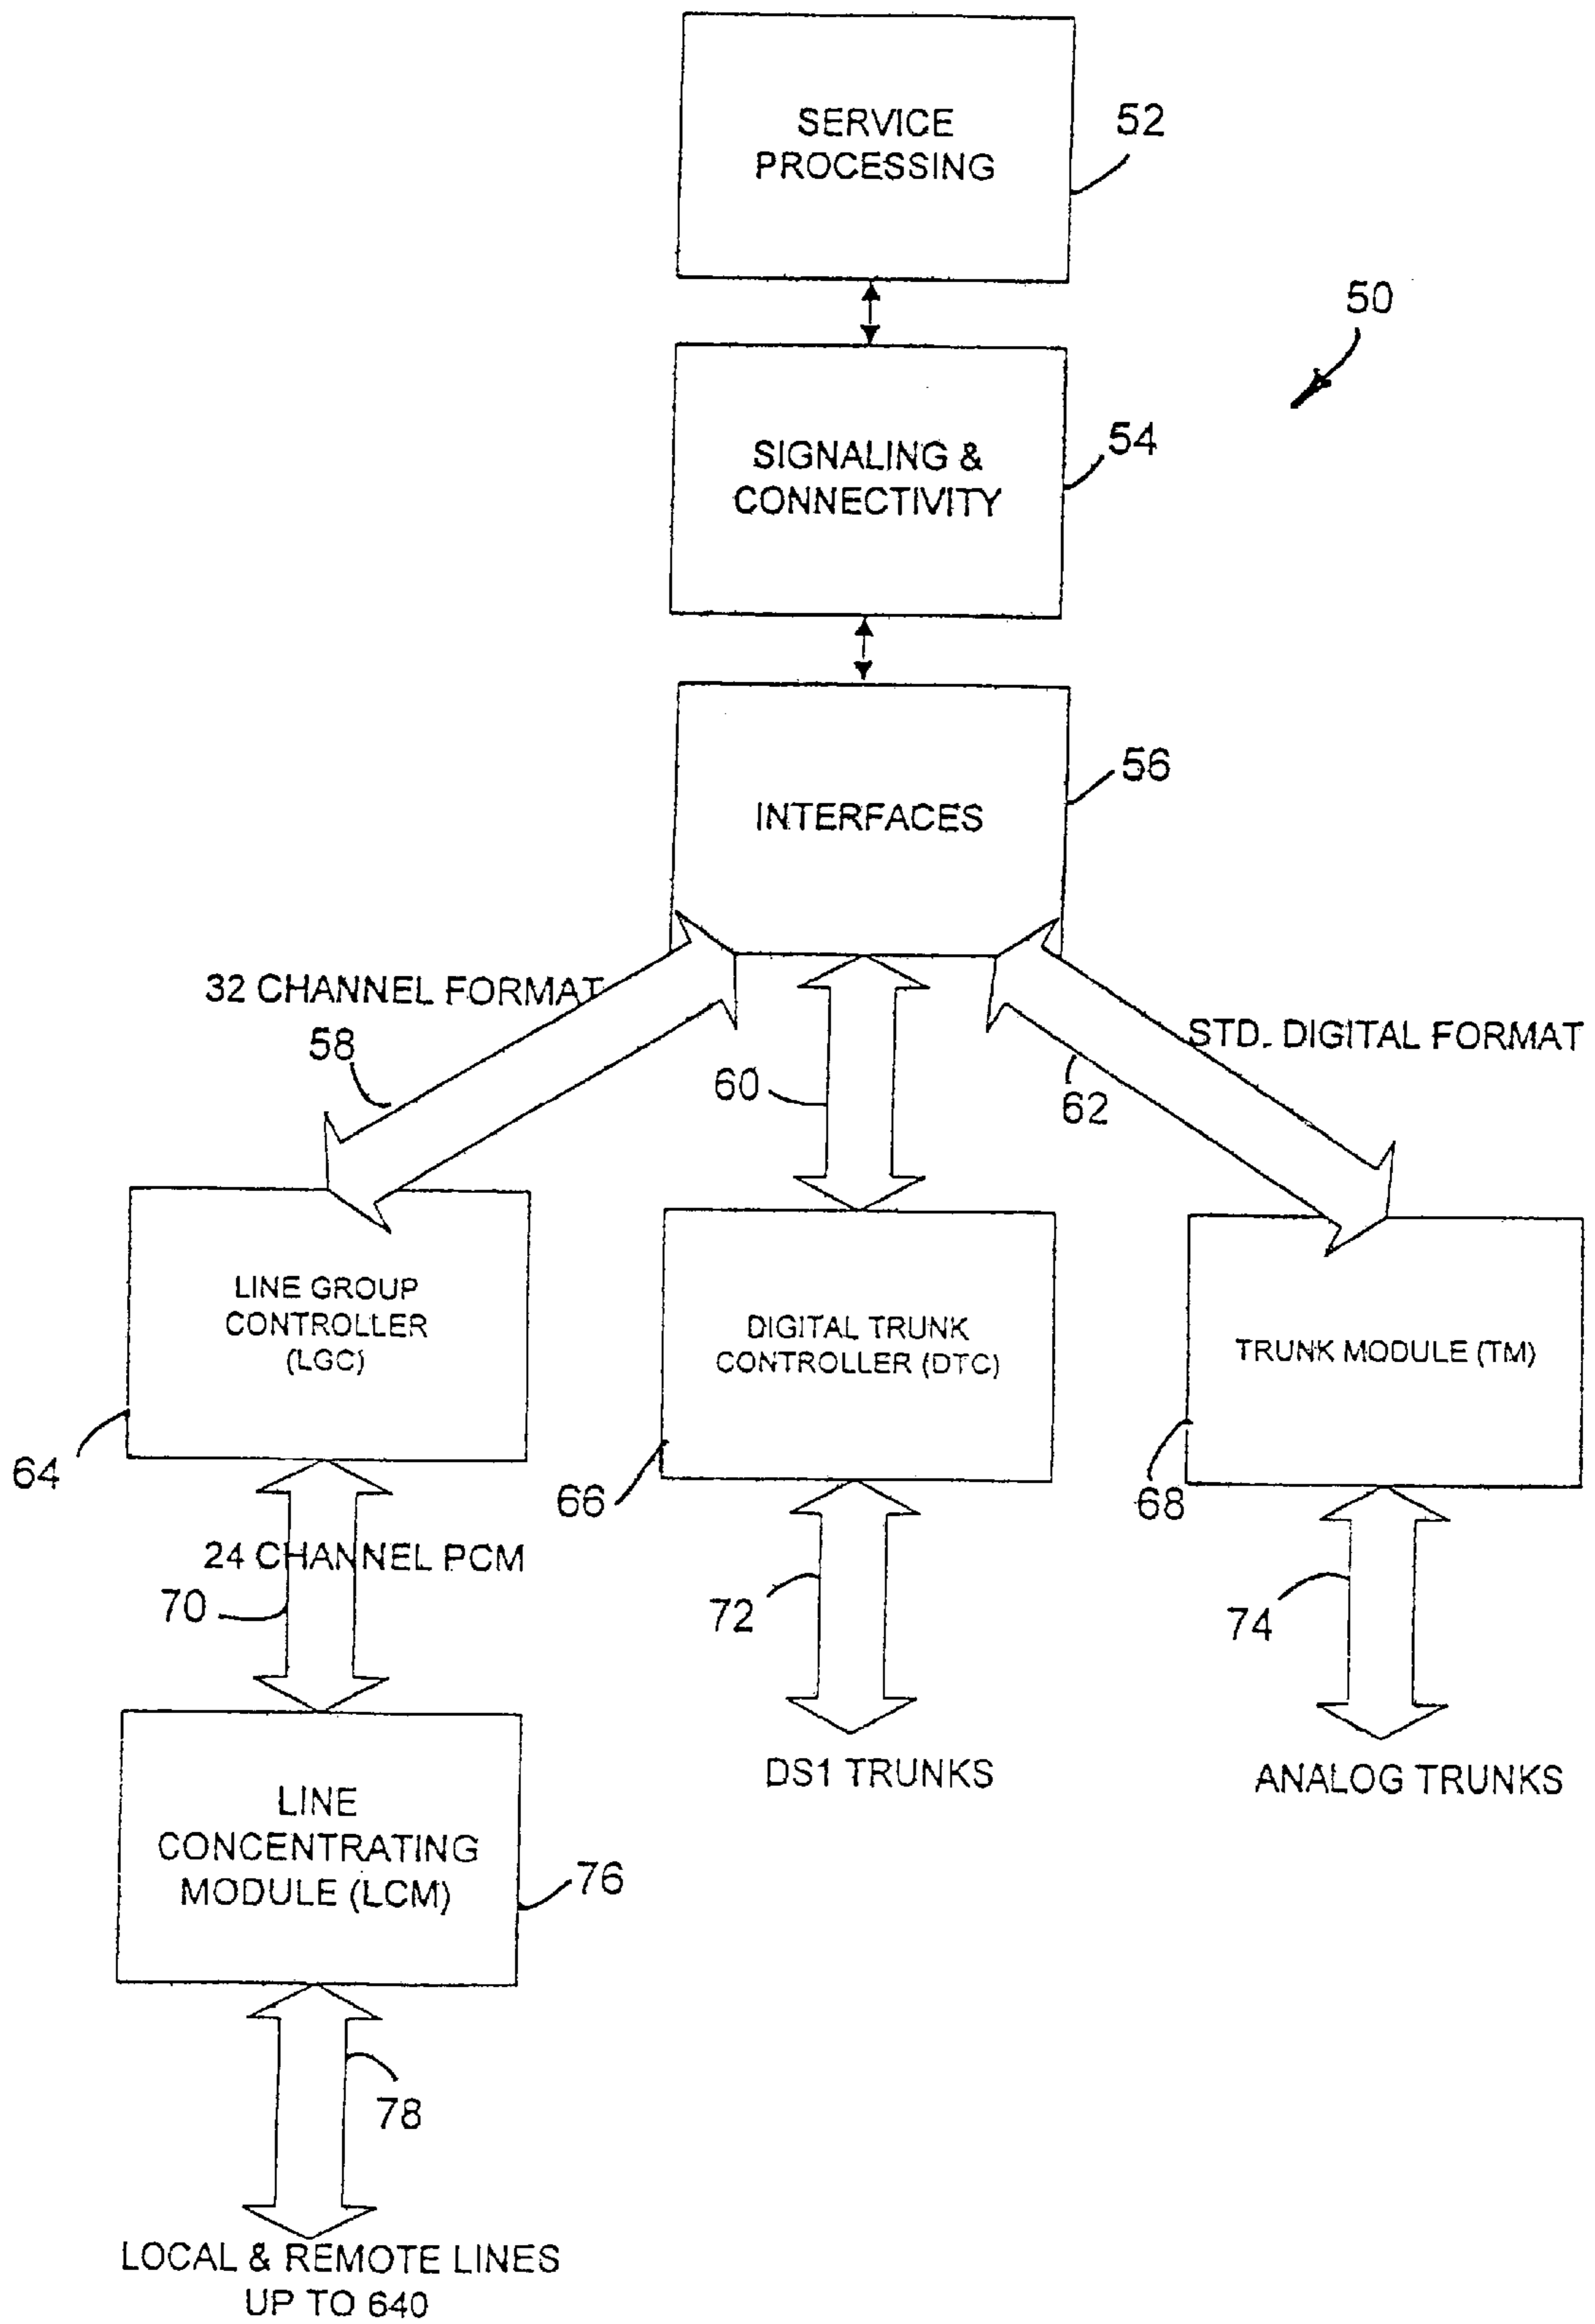 SERVICE
PROCESSING
52
50
SIGNALING &
CONNECTIVITY
54
INTERFACES
56
32 CHANNEL FORMAT
58
60
STD. DIGITAL FORMAT
62
LINE GROUP
CONTROLLER
(LGC)
64
DIGITAL TRUNK
CONTROLLER (DTC)
66
TRUNK MODULE (TM)
68
24 CHANNEL PCM
70
72
74
DS1 TRUNKS
ANALOG TRUNKS
LINE
CONCENTRATING
MODULE (LCM)
76
78
LOCAL & REMOTE LINES
UP TO 640